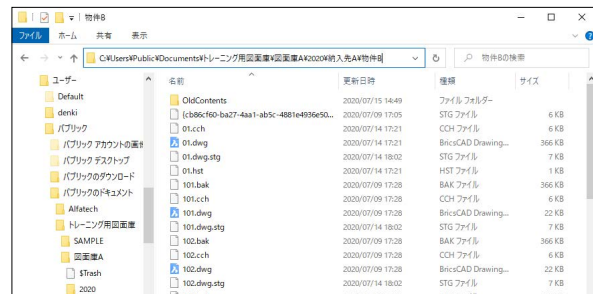 物件B
ファイル ホーム 共有 表示
C:¥Users¥Public¥Documents¥トレーニング用図面庫¥図面庫A¥2020¥納入先A¥物件B
物件Bの検索
ユーザー
Default
denki
パブリック
パブリック アカウントの画
パブリック デスクトップ
パブリックのダウンロード
パブリックのドキュメント
Alfatech
トレーニング用図面庫
SAMPLE
図面庫A
$Trash
2020
名前 更新日時 種類 サイズ
OldContents 2020/07/15 14:49 ファイル フォルダー
{cb86cf60-ba27-4aa1-ab5c-4881e4936e50... 2020/07/09 17:05 STG ファイル 6 KB
01.cch 2020/07/14 17:21 CCH ファイル 6 KB
01.dwg 2020/07/14 17:21 BricsCAD Drawing... 366 KB
01.dwg.stg 2020/07/14 18:02 STG ファイル 7 KB
01.hst 2020/07/14 17:21 HST ファイル 1 KB
101.bak 2020/07/09 17:28 BAK ファイル 366 KB
101.cch 2020/07/09 17:28 CCH ファイル 6 KB
101.dwg 2020/07/09 17:28 BricsCAD Drawing... 22 KB
101.dwg.stg 2020/07/14 18:02 STG ファイル 7 KB
102.bak 2020/07/09 17:28 BAK ファイル 366 KB
102.cch 2020/07/09 17:28 CCH ファイル 6 KB
102.dwg 2020/07/09 17:28 BricsCAD Drawing... 22 KB
102.dwg.stg 2020/07/14 18:02 STG ファイル 7 KB